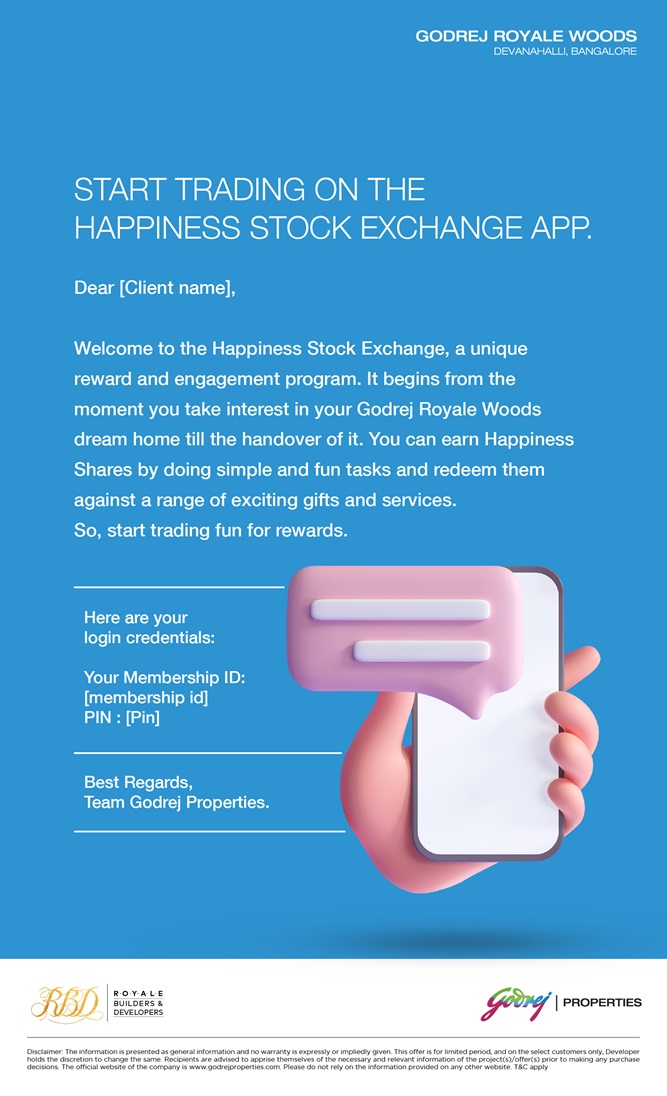 GODREJ ROYALE WOODS
DEVANAHALLI, BANGALORE
START TRADING ON THE
HAPPINESS STOCK EXCHANGE APP.
Dear [Client name],
Welcome to the Happiness Stock Exchange, a unique
reward and engagement program. It begins from the
moment you take interest in your Godrej Royale Woods
dream home till the handover of it. You can earn Happiness
Shares by doing simple and fun tasks and redeem them
against a range of exciting gifts and services.
So, start trading fun for rewards.
Here are your
login credentials:
Your Membership ID:
[membership id]
PIN : [Pin]
Best Regards,
Team Godrej Properties.
RBD
R·O·Y·A·L·E
BUILDERS &
DEVELOPERS
Godrej | PROPERTIES
Disclaimer: The information is presented as general information and no warranty is expressly or impliedly given. This offer is for limited period, and on the select customers only, Developer
holds the discretion to change the same. Recipients are advised to apprise themselves of the necessary and relevant information of the project(s)/offer(s) prior to making any purchase
decisions. The official website of the company is www.godrejproperties.com. Please do not rely on the information provided on any other website. T&C apply